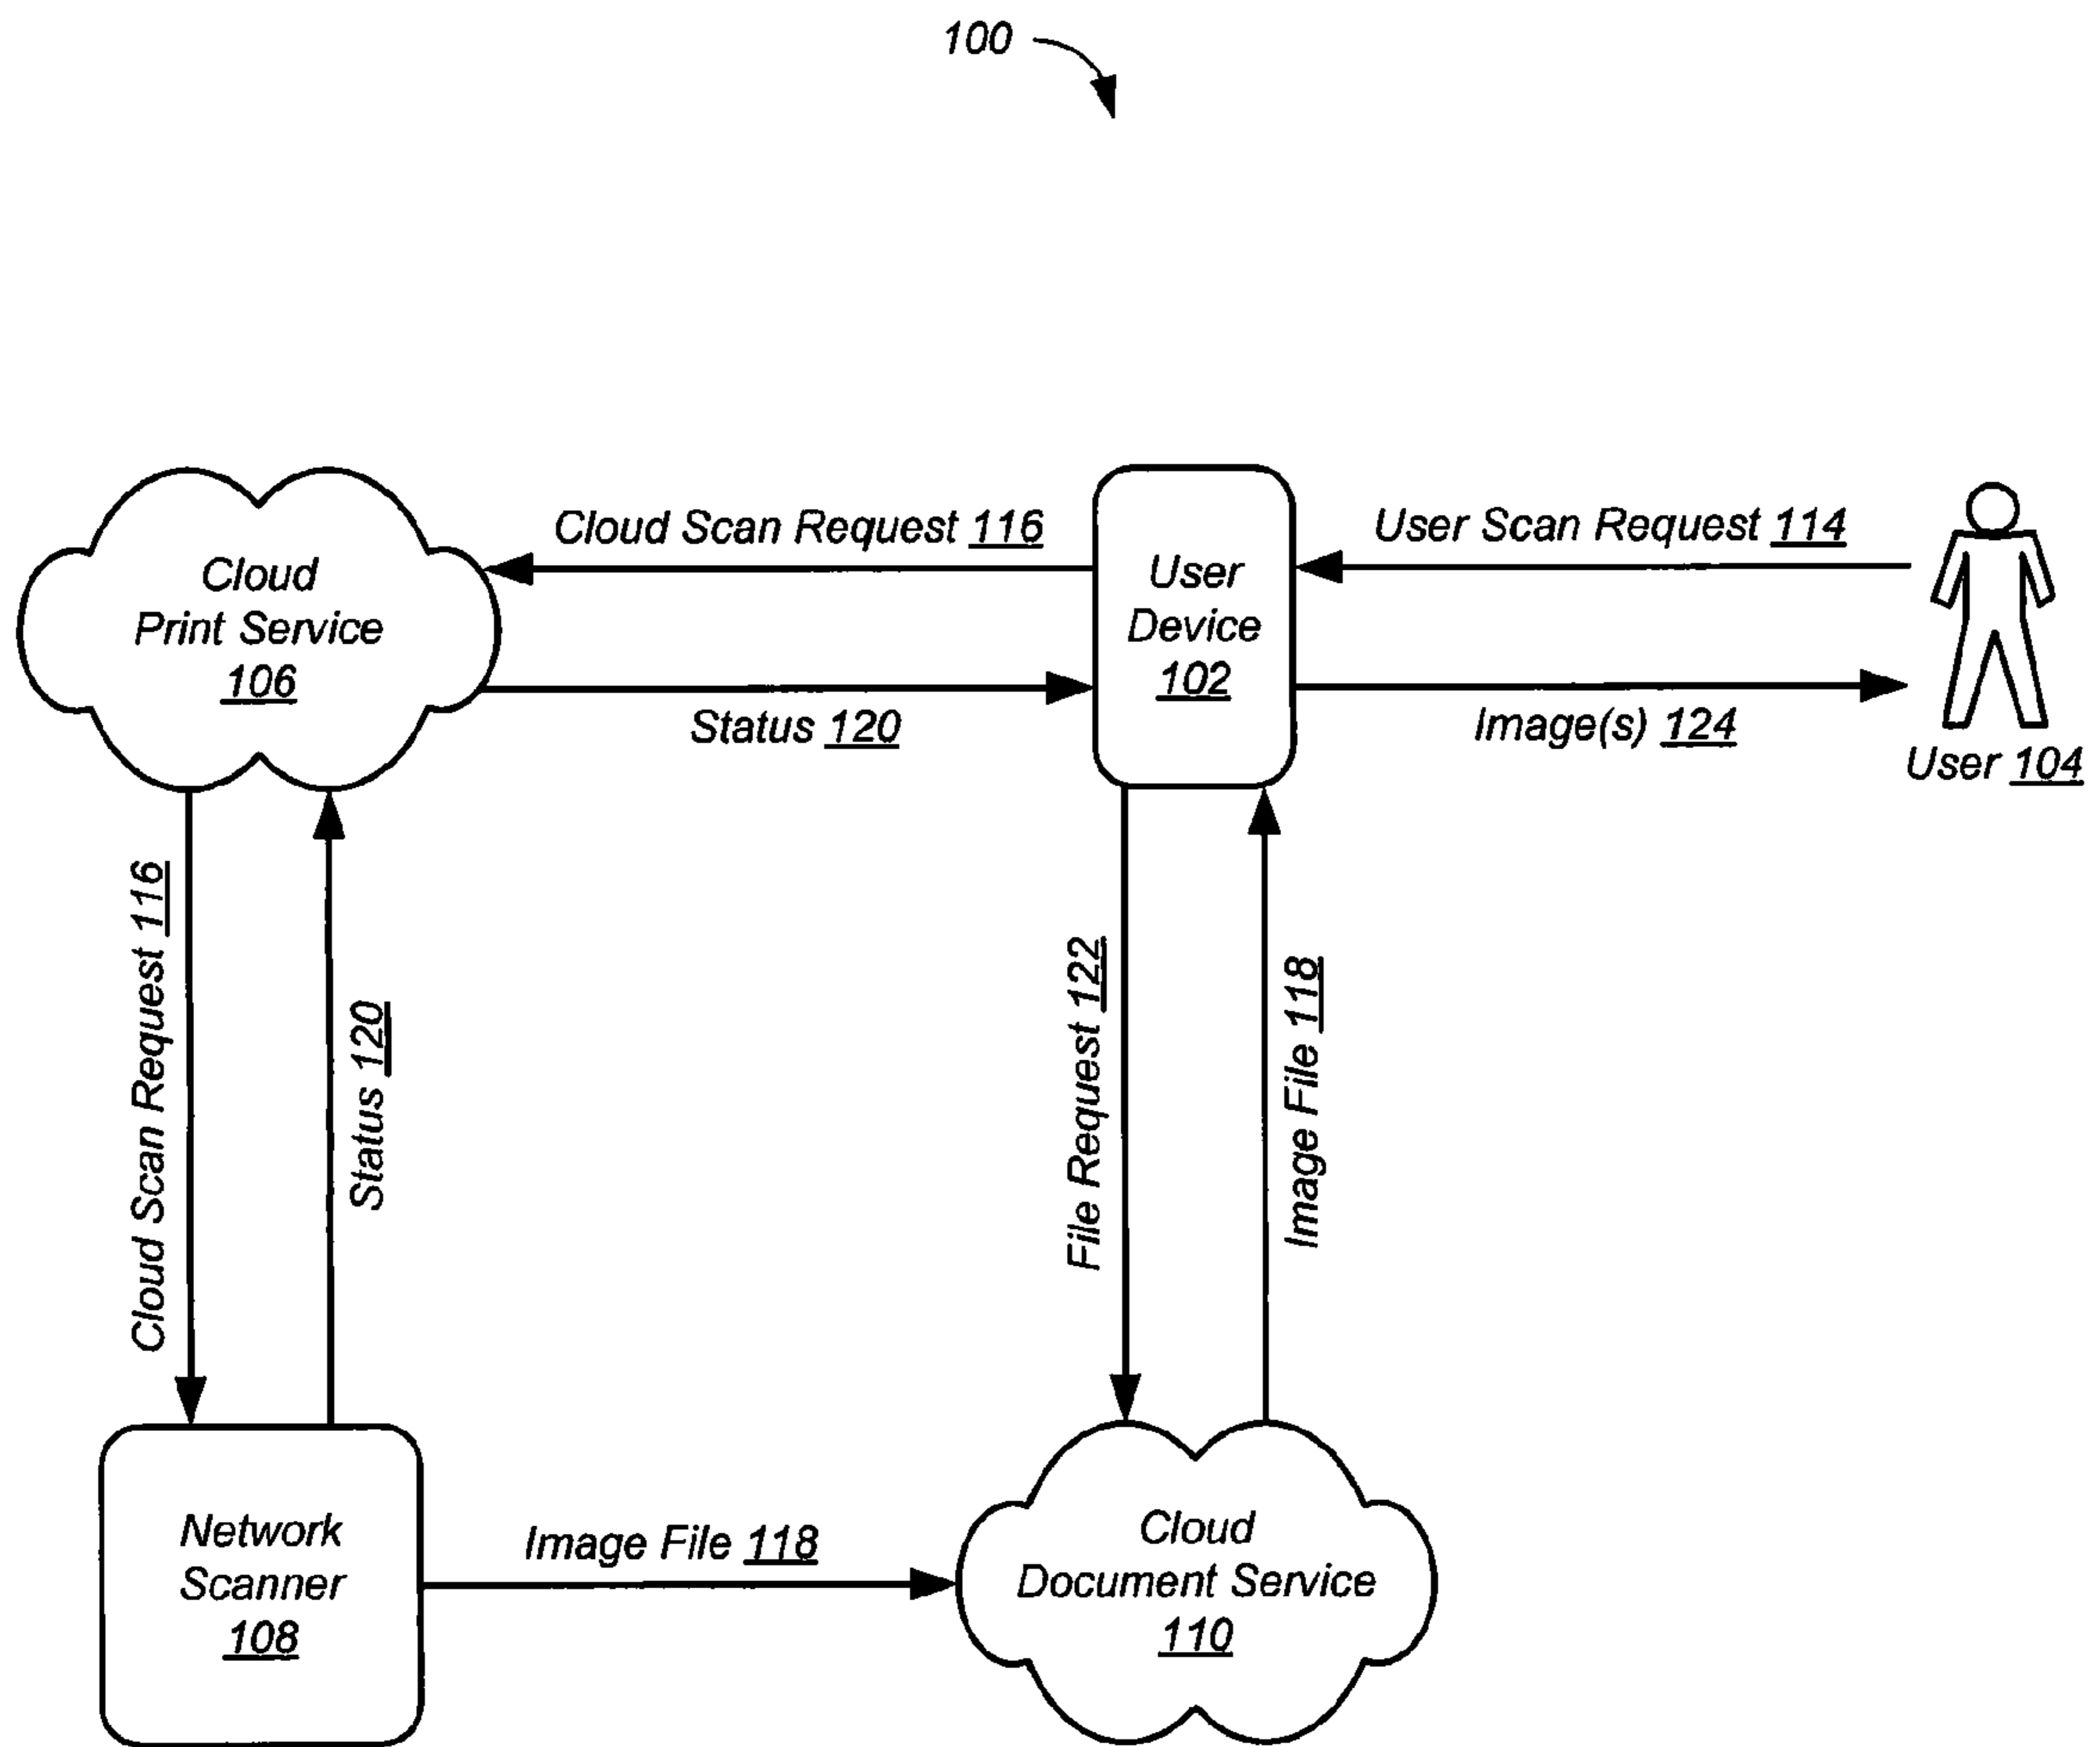 100
Cloud Scan Request 116
User Scan Request 114
Cloud
Print Service
106
User
Device
102
Status 120
Image(s) 124
User 104
Cloud Scan Request 116
Status 120
File Request 122
Image File 118
Network
Scanner
108
Image File 118
Cloud
Document Service
110